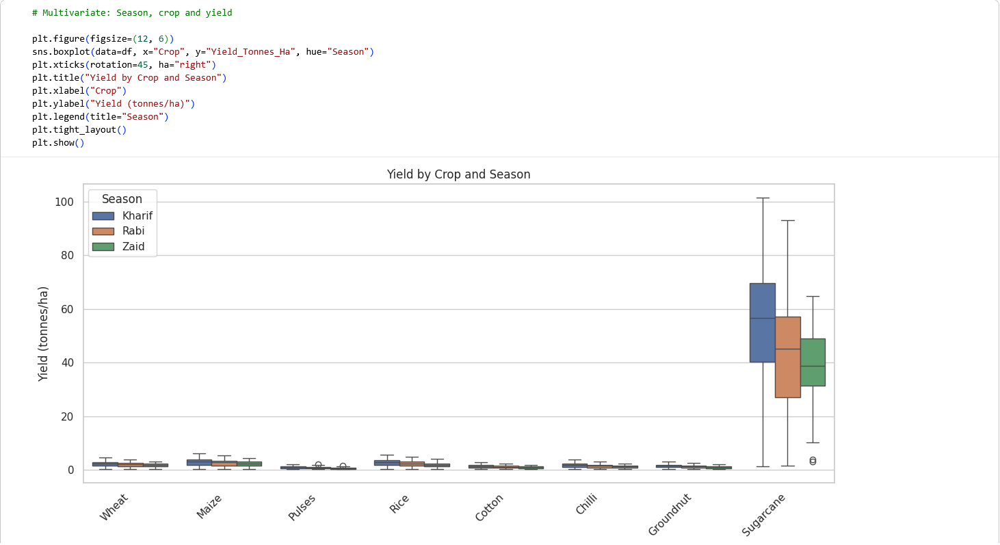 # Multivariate: Season, crop and yield
plt.figure(figsize=(12, 6))
sns.boxplot(data=df, x="Crop", y="Yield_Tonnes_Ha", hue="Season")
plt.xticks(rotation=45, ha="right")
plt.title("Yield by Crop and Season")
plt.xlabel("Crop")
plt.ylabel("Yield (tonnes/ha)")
plt.legend(title="Season")
plt.tight_layout()
plt.show()
Yield by Crop and Season
Season
Kharif
Rabi
Zaid
Yield (tonnes/ha)
100
80
60
40
20
0
Wheat
Maize
Pulses
Rice
Cotton
Chilli
Groundnut
Sugarcane